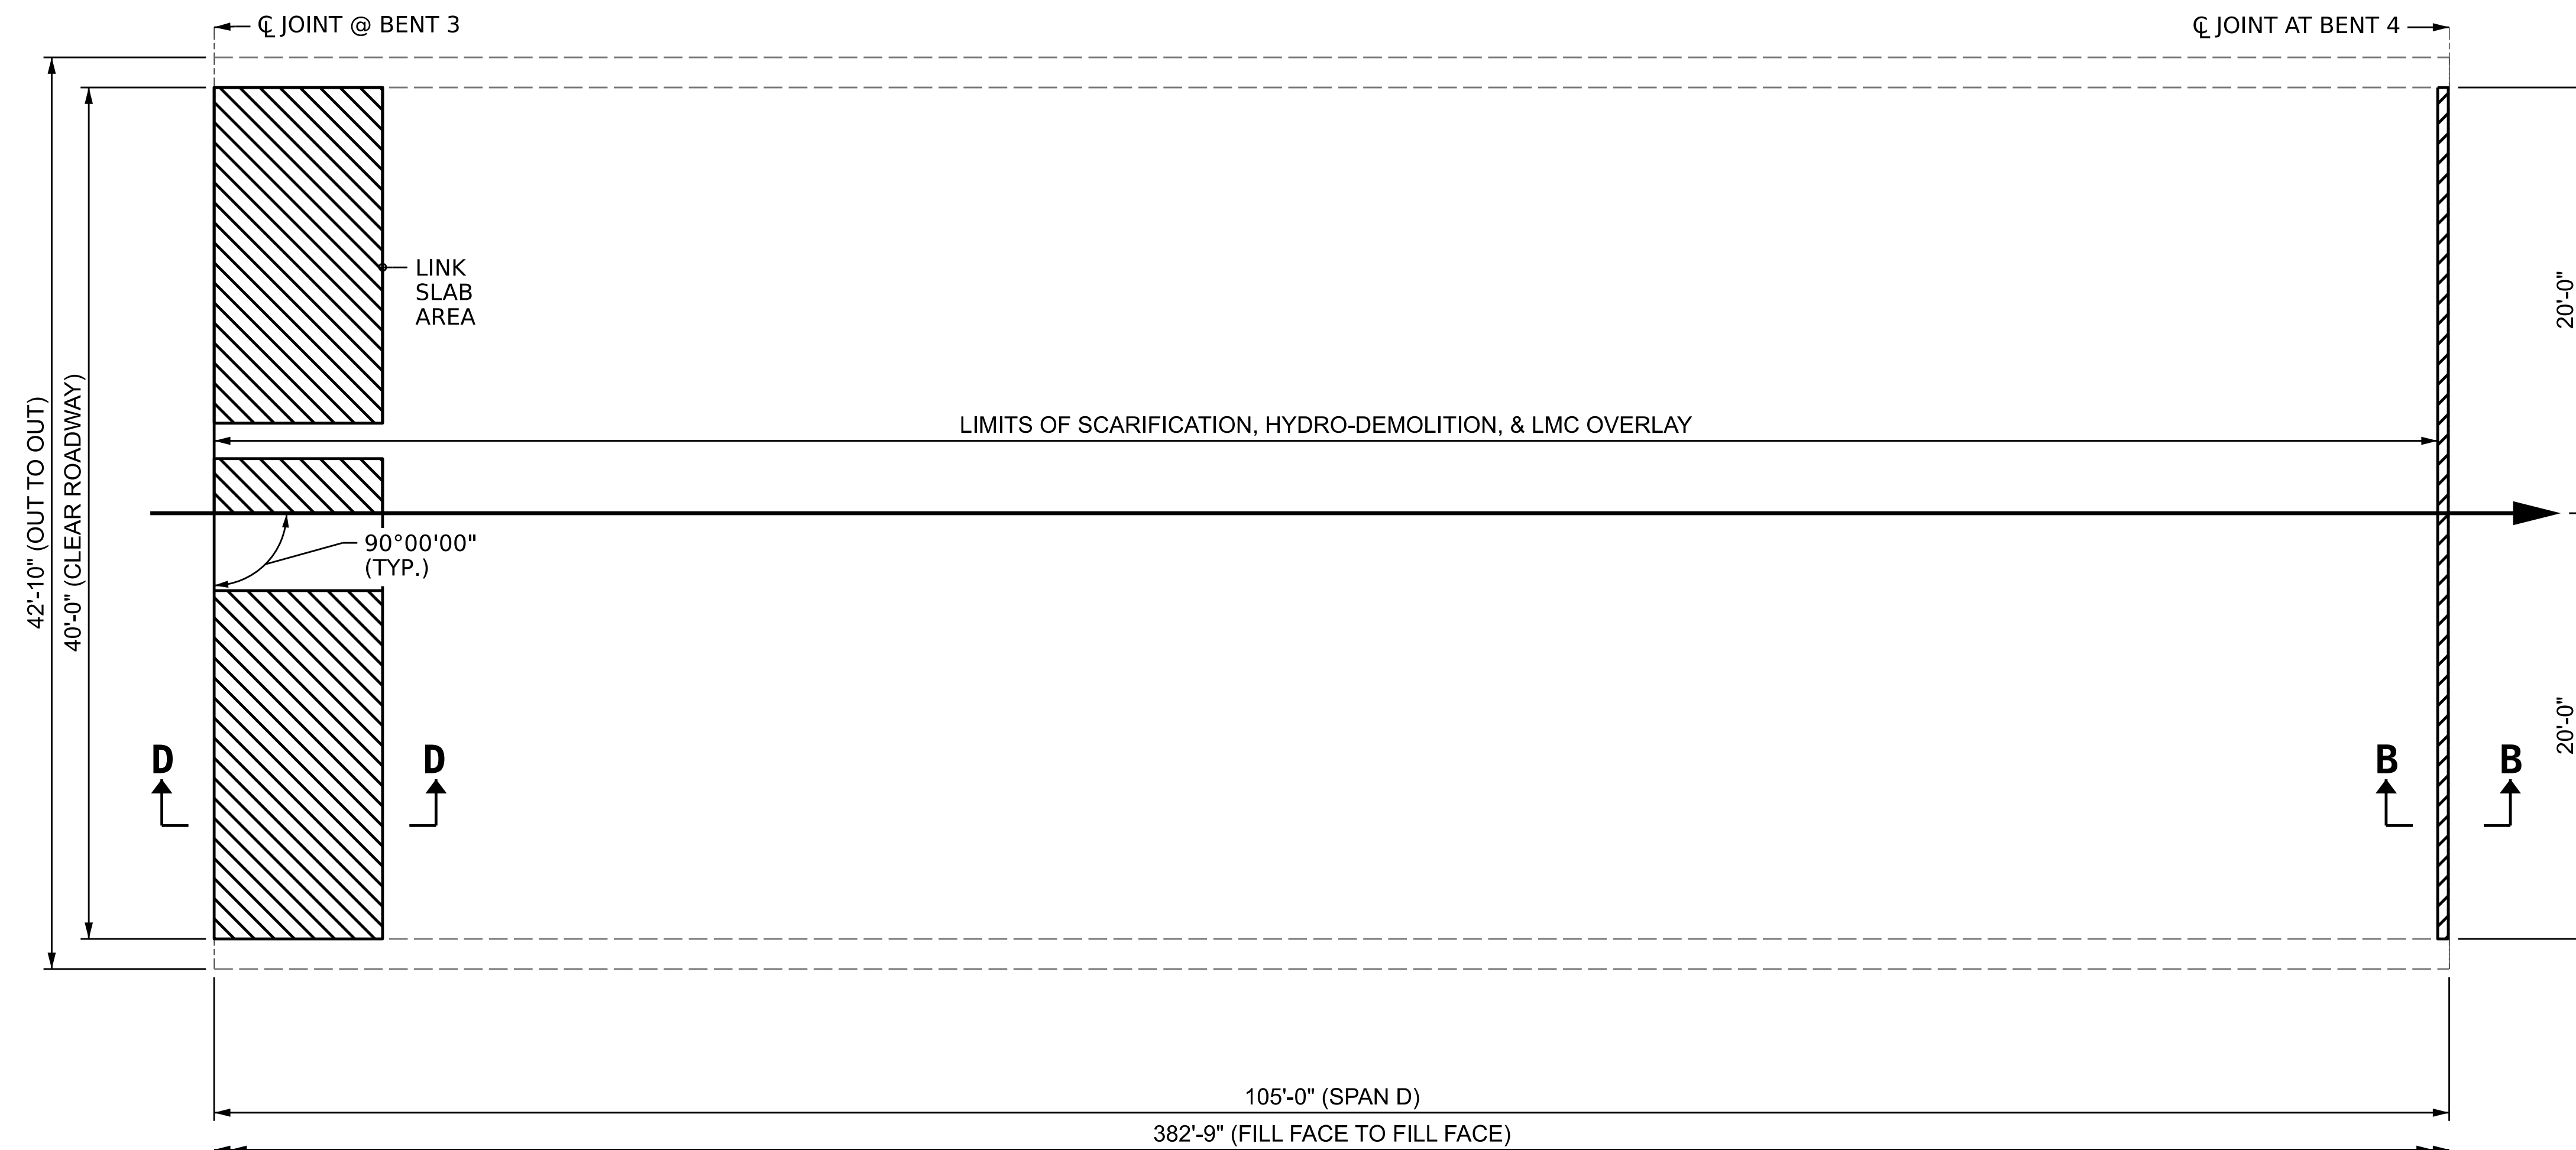 ℄ JOINT @ BENT 3
℄ JOINT AT BENT 4
LINK
SLAB
AREA
20'-0"
42'-10" (OUT TO OUT)
40'-0" (CLEAR ROADWAY)
LIMITS OF SCARIFICATION, HYDRO-DEMOLITION, & LMC OVERLAY
90°00'00"
(TYP.)
20'-0"
D
D
B
B
105'-0" (SPAN D)
382'-9" (FILL FACE TO FILL FACE)